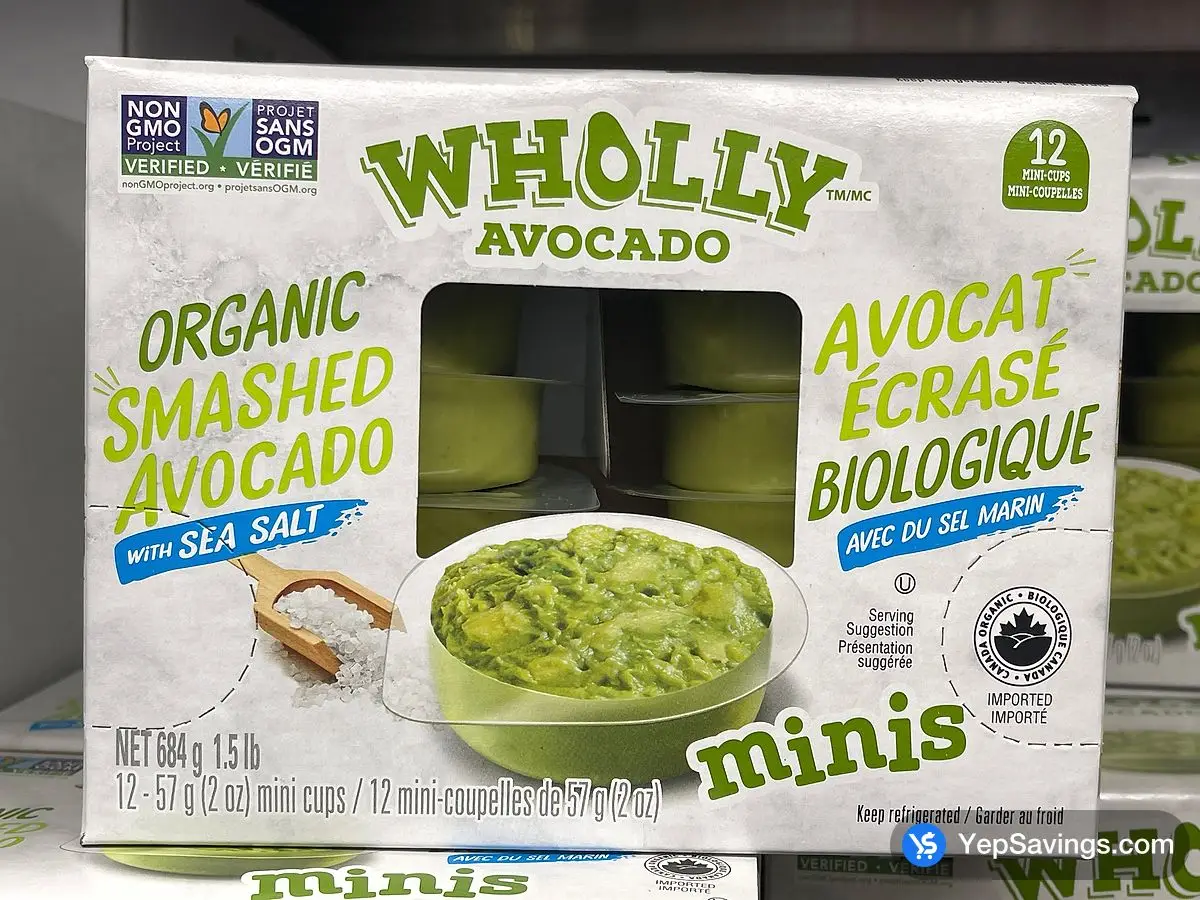 NON
GMO
Project
PROJET
SANS
OGM
VERIFIED • VÉRIFIÉ
nonGMOproject.org • projetsansOGM.org
WHOLLY TM/MC
AVOCADO
12
MINI-CUPS
MINI-COUPELLES
ORGANIC
SMASHED
AVOCADO
WITH SEA SALT
AVOCAT
ÉCRASÉ
BIOLOGIQUE
AVEC DU SEL MARIN
U
Serving
Suggestion
Présentation
suggérée
CANADA ORGANIC • BIOLOGIQUE CANADA •
IMPORTED
IMPORTÉ
minis
NET 684 g 1.5 lb
12 - 57 g (2 oz) mini cups / 12 mini-coupelles de 57 g (2 oz)
Keep refrigerated / Garder au froid
YepSavings.com
AVEC DU SEL MARIN
minis
IMPORTED
IMPORTÉ
VERIFIED • VÉRIFIÉ
WHO